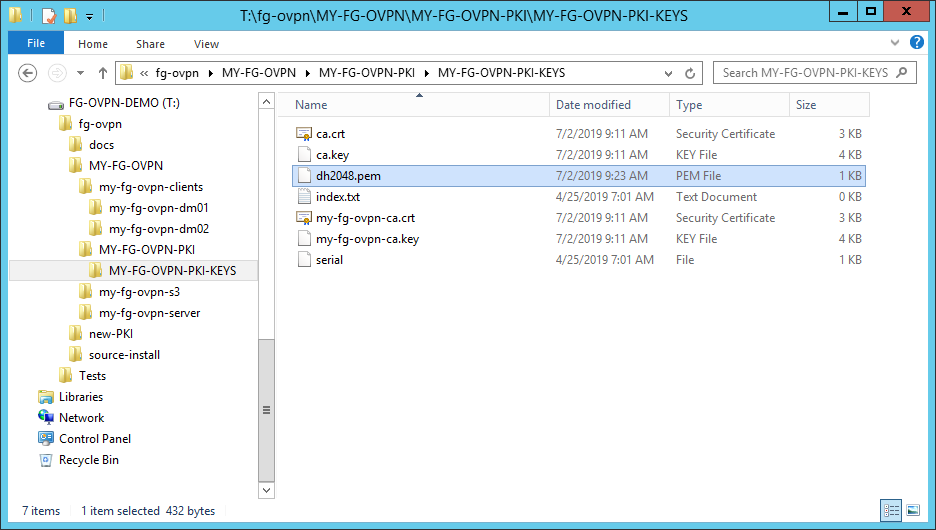 T:\fg-ovpn\MY-FG-OVPN\MY-FG-OVPN-PKI\MY-FG-OVPN-PKI-KEYS
File Home Share View
« fg-ovpn MY-FG-OVPN MY-FG-OVPN-PKI MY-FG-OVPN-PKI-KEYS Search MY-FG-OVPN-PKI-KEYS
FG-OVPN-DEMO (T:)
fg-ovpn
docs
MY-FG-OVPN
my-fg-ovpn-clients
my-fg-ovpn-dm01
my-fg-ovpn-dm02
MY-FG-OVPN-PKI
MY-FG-OVPN-PKI-KEYS
my-fg-ovpn-s3
my-fg-ovpn-server
new-PKI
source-install
Tests
Libraries
Network
Control Panel
Recycle Bin
Name Date modified Type Size
ca.crt 7/2/2019 9:11 AM Security Certificate 3 KB
ca.key 7/2/2019 9:11 AM KEY File 4 KB
dh2048.pem 7/2/2019 9:23 AM PEM File 1 KB
index.txt 4/25/2019 7:01 AM Text Document 0 KB
my-fg-ovpn-ca.crt 7/2/2019 9:11 AM Security Certificate 3 KB
my-fg-ovpn-ca.key 7/2/2019 9:11 AM KEY File 4 KB
serial 4/25/2019 7:01 AM File 1 KB
7 items 1 item selected 432 bytes